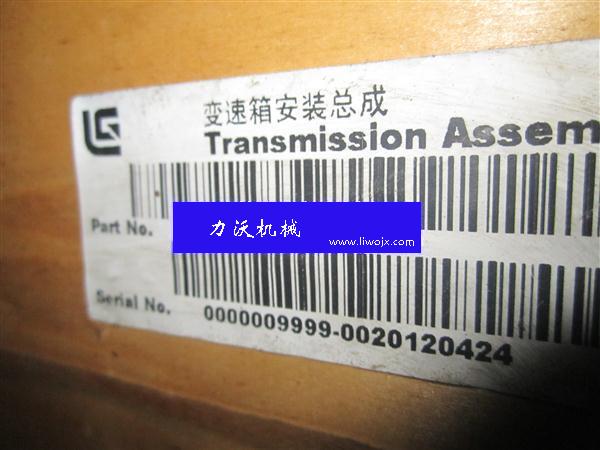 LG
变速箱安装总成
Transmission Assem
Part No.
力沃机械
www.liwojx.com
Serial No.
0000009999-0020120424